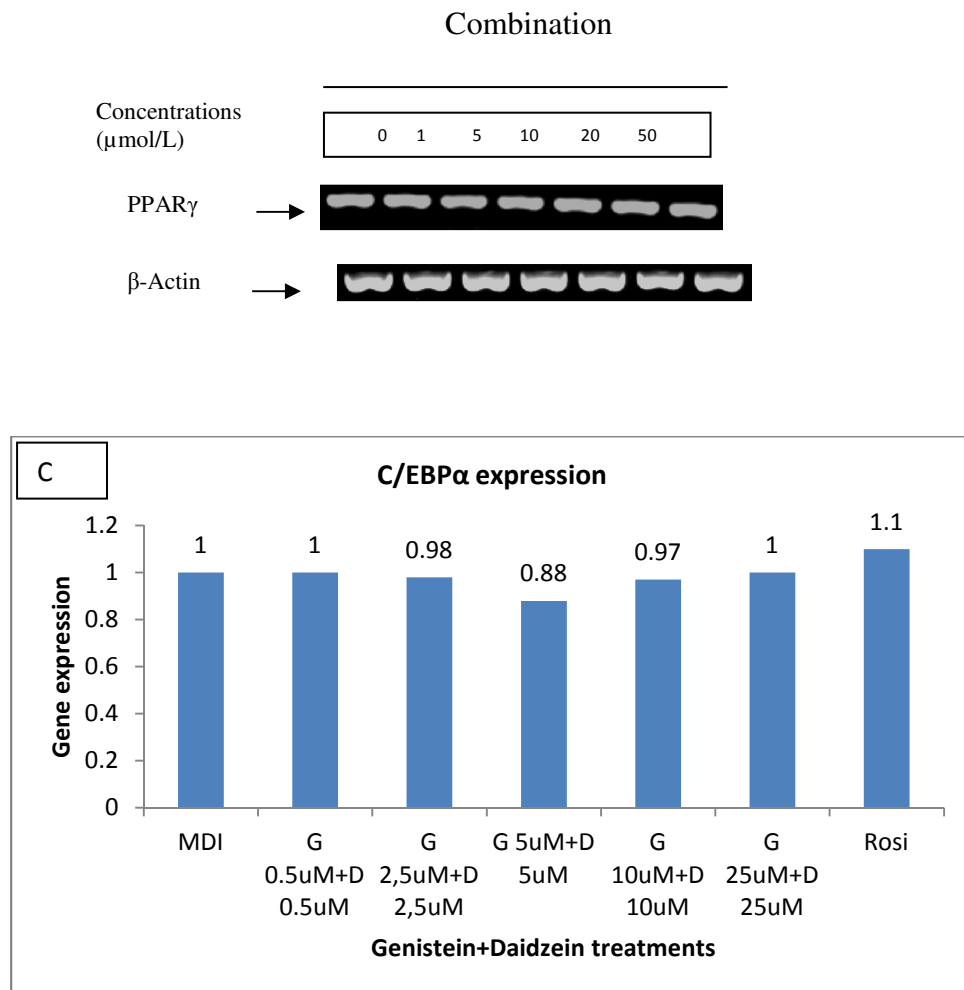 Combination
Concentrations
(µmol/L)
0 1 5 10 20 50
PPARγ
β-Actin
C
C/EBPα expression
Gene expression
1.2
1
0.8
0.6
0.4
0.2
0
1
1
0.98
0.88
0.97
1
1.1
MDI
G
0.5uM+D
0.5uM
G
2,5uM+D
2,5uM
G 5uM+D
5uM
G
10uM+D
10uM
G
25uM+D
25uM
Rosi
Genistein+Daidzein treatments